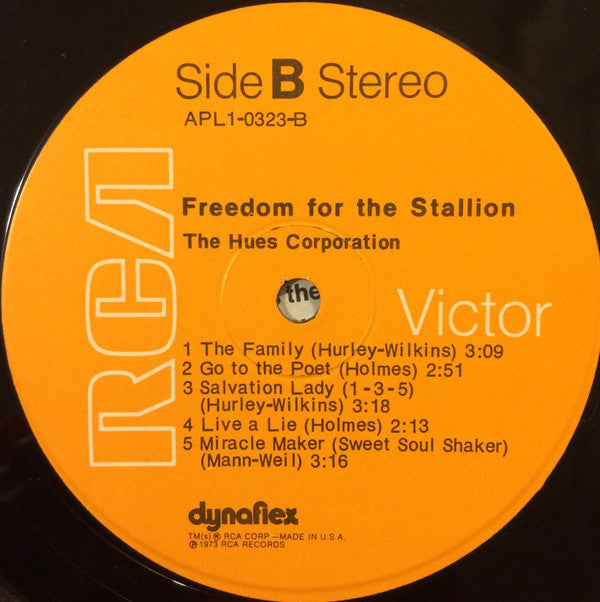 Side B Stereo
APL1-0323-B
RCA
Freedom for the Stallion
The Hues Corporation
the
Victor
1 The Family (Hurley-Wilkins) 3:09
2 Go to the Poet (Holmes) 2:51
3 Salvation Lady (1-3-5)
(Hurley-Wilkins) 3:18
4 Live a Lie (Holmes) 2:13
5 Miracle Maker (Sweet Soul Shaker)
(Mann-Weil) 3:16
dynaflex
TM(s) ® RCA CORP.—MADE IN U.S.A.
℗ 1973 RCA RECORDS